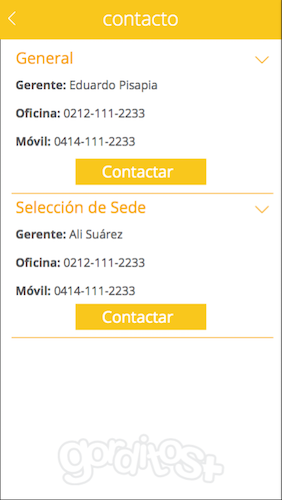 contacto
General
Gerente: Eduardo Pisapia
Oficina: 0212-111-2233
Móvil: 0414-111-2233
Contactar
Selección de Sede
Gerente: Ali Suárez
Oficina: 0212-111-2233
Móvil: 0414-111-2233
Contactar
gorditos+